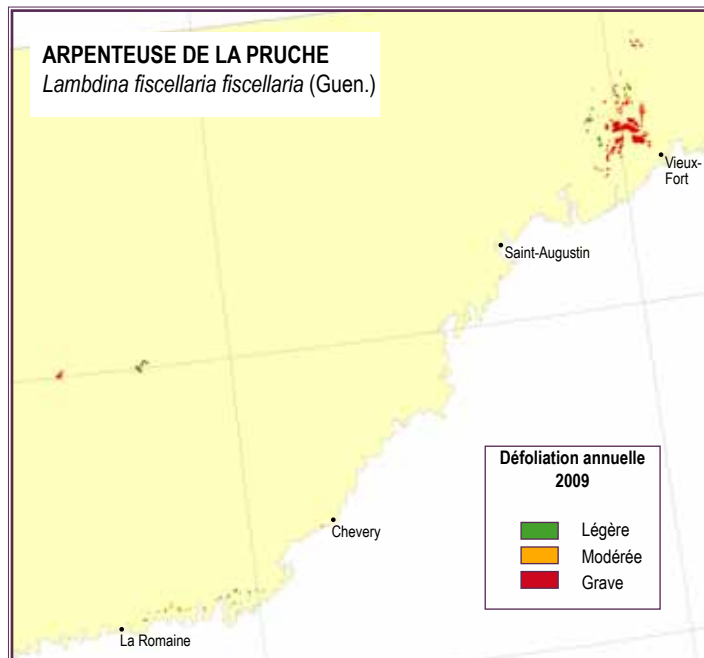 ARPENTEUSE DE LA PRUCHE
Lambdina fiscellaria fiscellaria (Guen.)
Vieux-
Fort
Saint-Augustin
Défoliation annuelle
2009
Légère
Modérée
Grave
Chevery
La Romaine